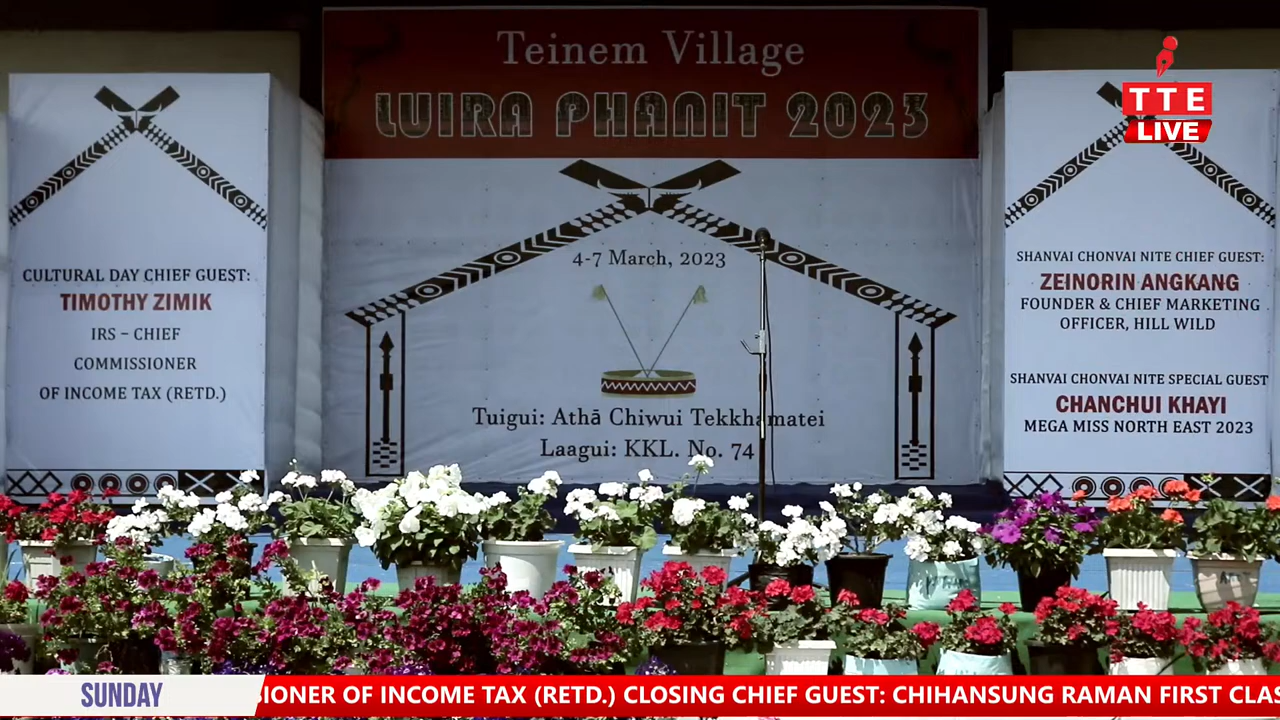 Teinem Village
LUIRA PHANIT 2023
4-7 March, 2023
Tuigui: Athā Chiwui Tekkhamatei
Laagui: KKL. No. 74
CULTURAL DAY CHIEF GUEST:
TIMOTHY ZIMIK
IRS – CHIEF
COMMISSIONER
OF INCOME TAX (RETD.)
SHANVAI CHONVAI NITE CHIEF GUEST:
ZEINORIN ANGKANG
FOUNDER & CHIEF MARKETING
OFFICER, HILL WILD
SHANVAI CHONVAI NITE SPECIAL GUEST
CHANCHUI KHAYI
MEGA MISS NORTH EAST 2023
TTE
LIVE
SUNDAY
SIONER OF INCOME TAX (RETD.) CLOSING CHIEF GUEST: CHIHANSUNG RAMAN FIRST CLAS